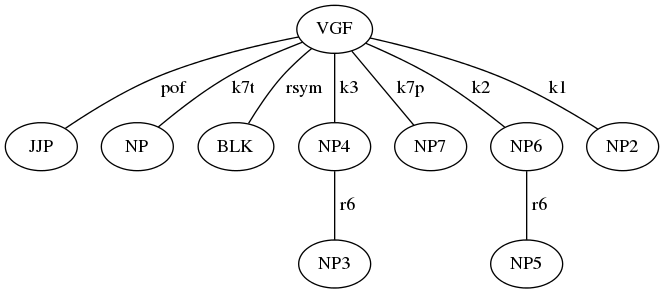 VGF
pof k7t rsym k3 k7p k2 k1
JJP NP BLK NP4 NP7 NP6 NP2
r6 r6
NP3 NP5